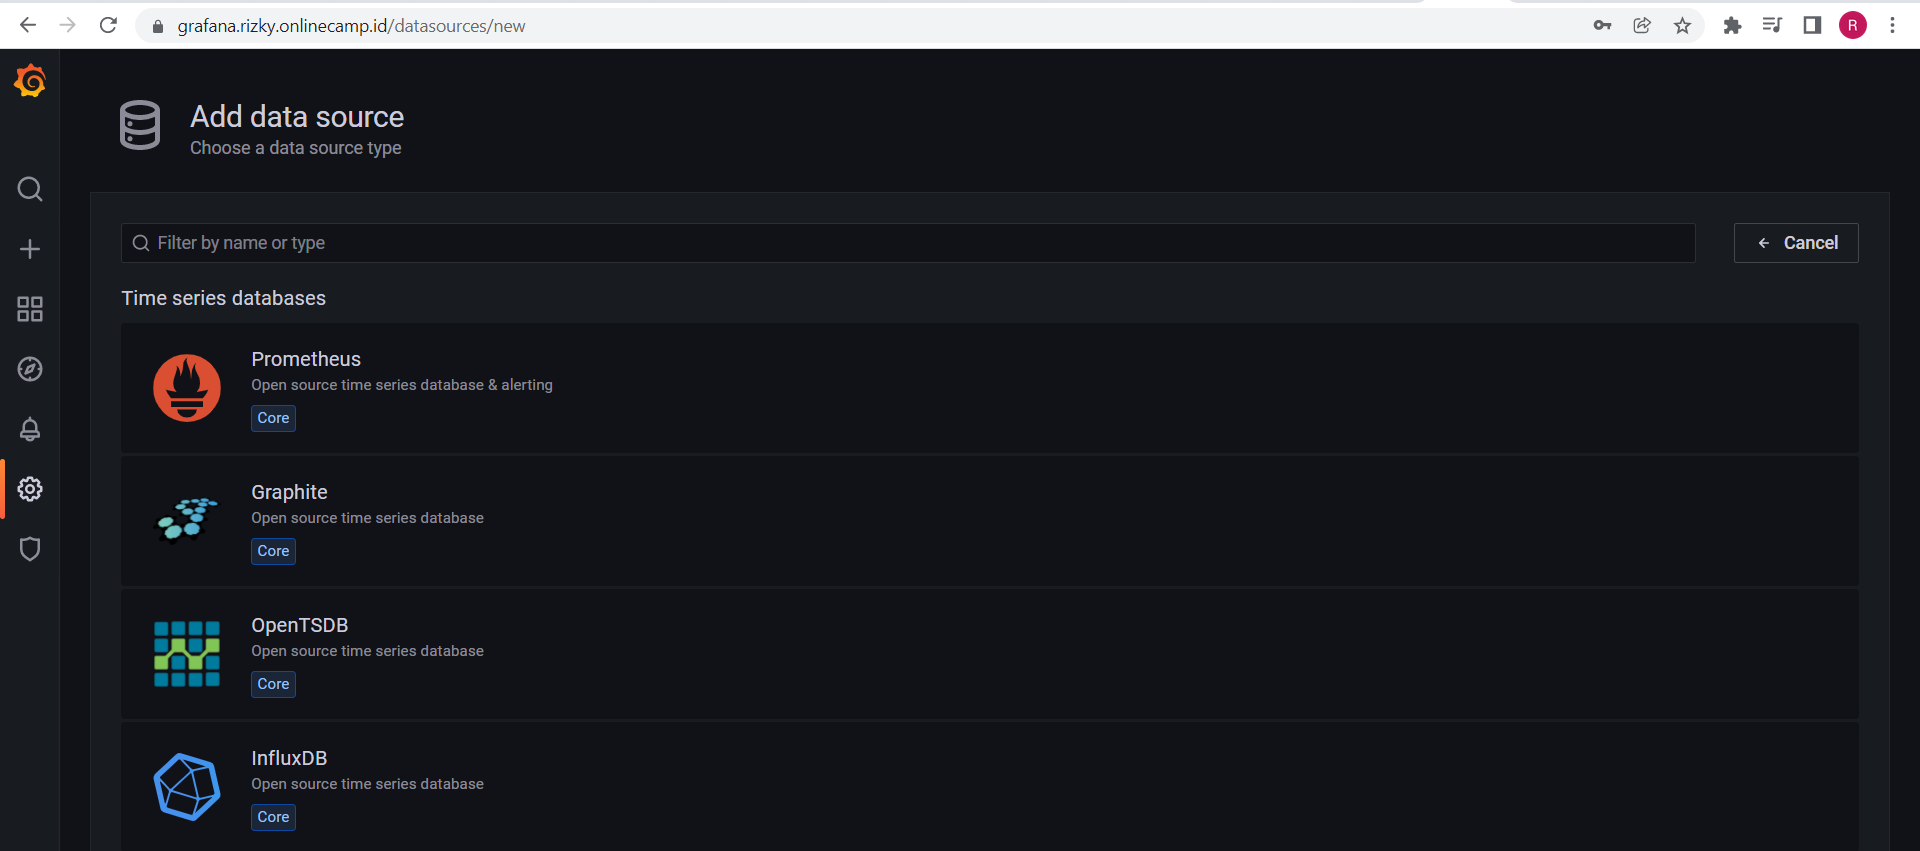 grafana.rizky.onlinecamp.id/datasources/new
R
Add data source
Choose a data source type
Filter by name or type
Cancel
Time series databases
Prometheus
Open source time series database & alerting
Core
Graphite
Open source time series database
Core
OpenTSDB
Open source time series database
Core
InfluxDB
Open source time series database
Core